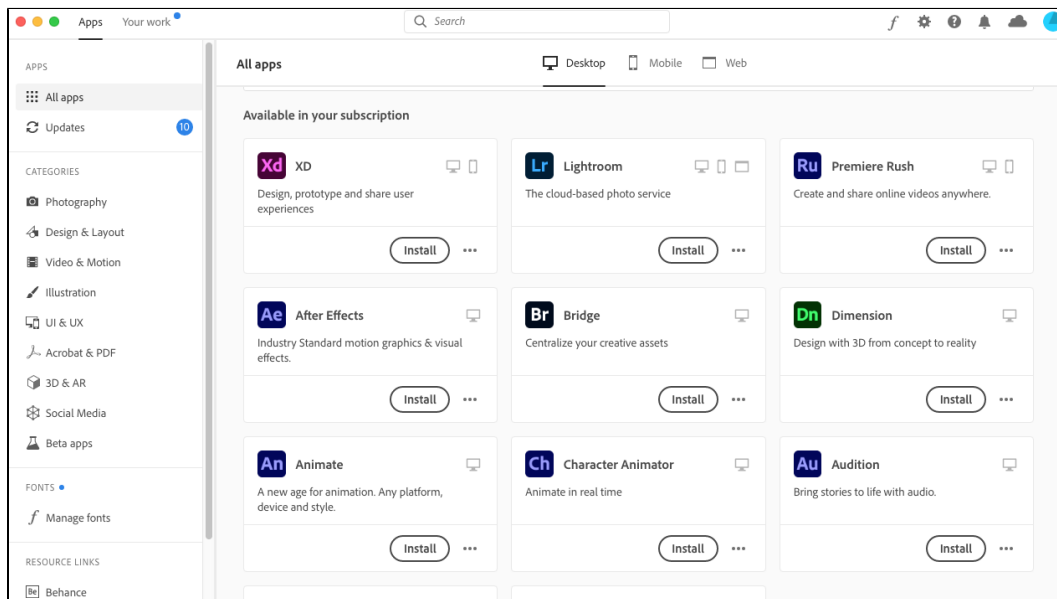 Apps
Your work
Search
APPS
All apps
Updates
10
CATEGORIES
Photography
Design & Layout
Video & Motion
Illustration
UI & UX
Acrobat & PDF
3D & AR
Social Media
Beta apps
FONTS
Manage fonts
RESOURCE LINKS
Be Behance
All apps
Desktop
Mobile
Web
Available in your subscription
Xd XD
Design, prototype and share user
experiences
Install
Lr Lightroom
The cloud-based photo service
Install
Ru Premiere Rush
Create and share online videos anywhere.
Install
Ae After Effects
Industry Standard motion graphics & visual
effects.
Install
Br Bridge
Centralize your creative assets
Install
Dn Dimension
Design with 3D from concept to reality
Install
An Animate
A new age for animation. Any platform,
device and style.
Install
Ch Character Animator
Animate in real time
Install
Au Audition
Bring stories to life with audio.
Install